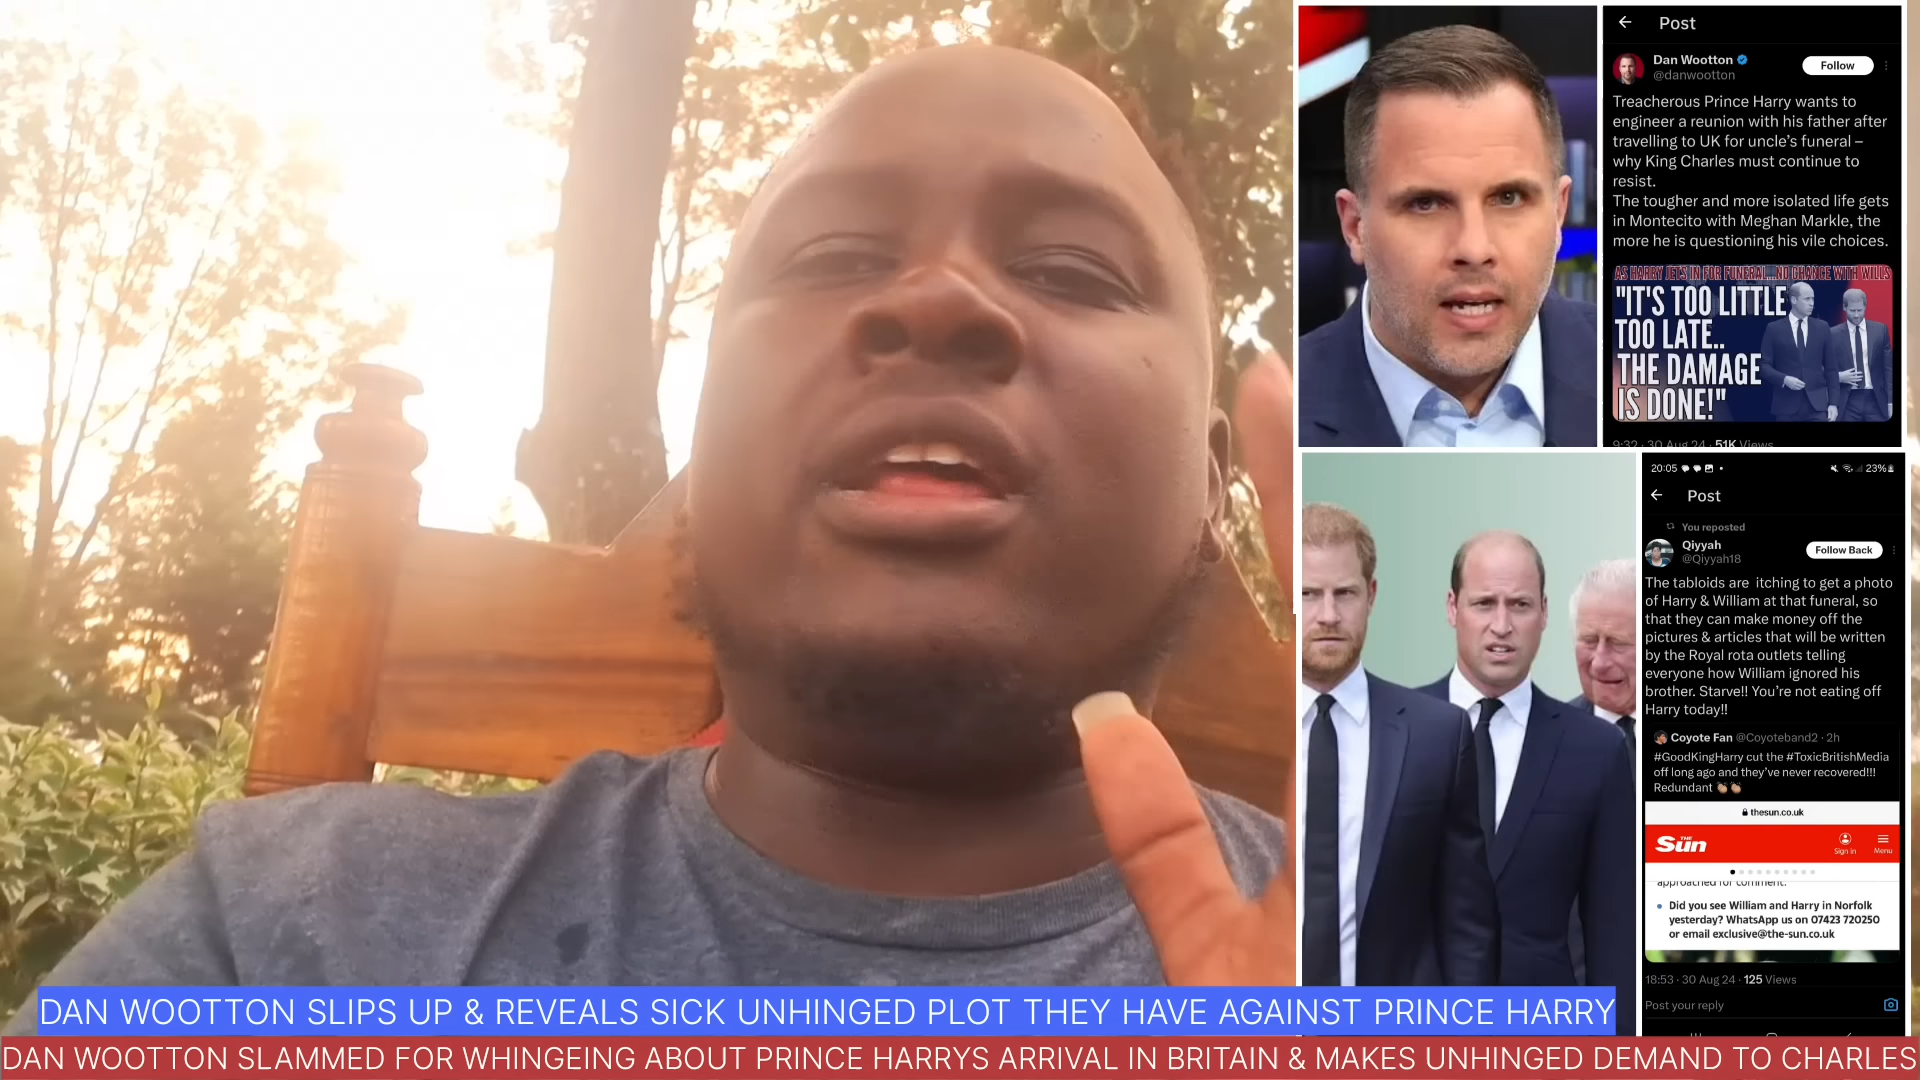 Post
Dan Wootton
@danwootton
Follow
Treacherous Prince Harry wants to
engineer a reunion with his father after
travelling to UK for uncle's funeral –
why King Charles must continue to
resist.
The tougher and more isolated life gets
in Montecito with Meghan Markle, the
more he is questioning his vile choices.
AS HARRY JETS IN FOR FUNERAL...NO CHANCE WITH WILLS
"IT'S TOO LITTLE
TOO LATE..
THE DAMAGE
IS DONE!"
9:32 · 30 Aug 24 · 51K Views
20:05
23%
Post
You reposted
Qiyyah
@Qiyyah18
Follow Back
The tabloids are itching to get a photo
of Harry & William at that funeral, so
that they can make money off the
pictures & articles that will be written
by the Royal rota outlets telling
everyone how William ignored his
brother. Starve!! You're not eating off
Harry today!!
Coyote Fan @Coyoteband2 · 2h
#GoodKingHarry cut the #ToxicBritishMedia
off long ago and they've never recovered!!!
Redundant 👏🏽👏🏽
thesun.co.uk
THE Sun
Sign in
Menu
approached for comment.
• Did you see William and Harry in Norfolk
yesterday? WhatsApp us on 07423 720250
or email exclusive@the-sun.co.uk
18:53 · 30 Aug 24 · 125 Views
Post your reply
DAN WOOTTON SLIPS UP & REVEALS SICK UNHINGED PLOT THEY HAVE AGAINST PRINCE HARRY
DAN WOOTTON SLAMMED FOR WHINGEING ABOUT PRINCE HARRYS ARRIVAL IN BRITAIN & MAKES UNHINGED DEMAND TO CHARLES